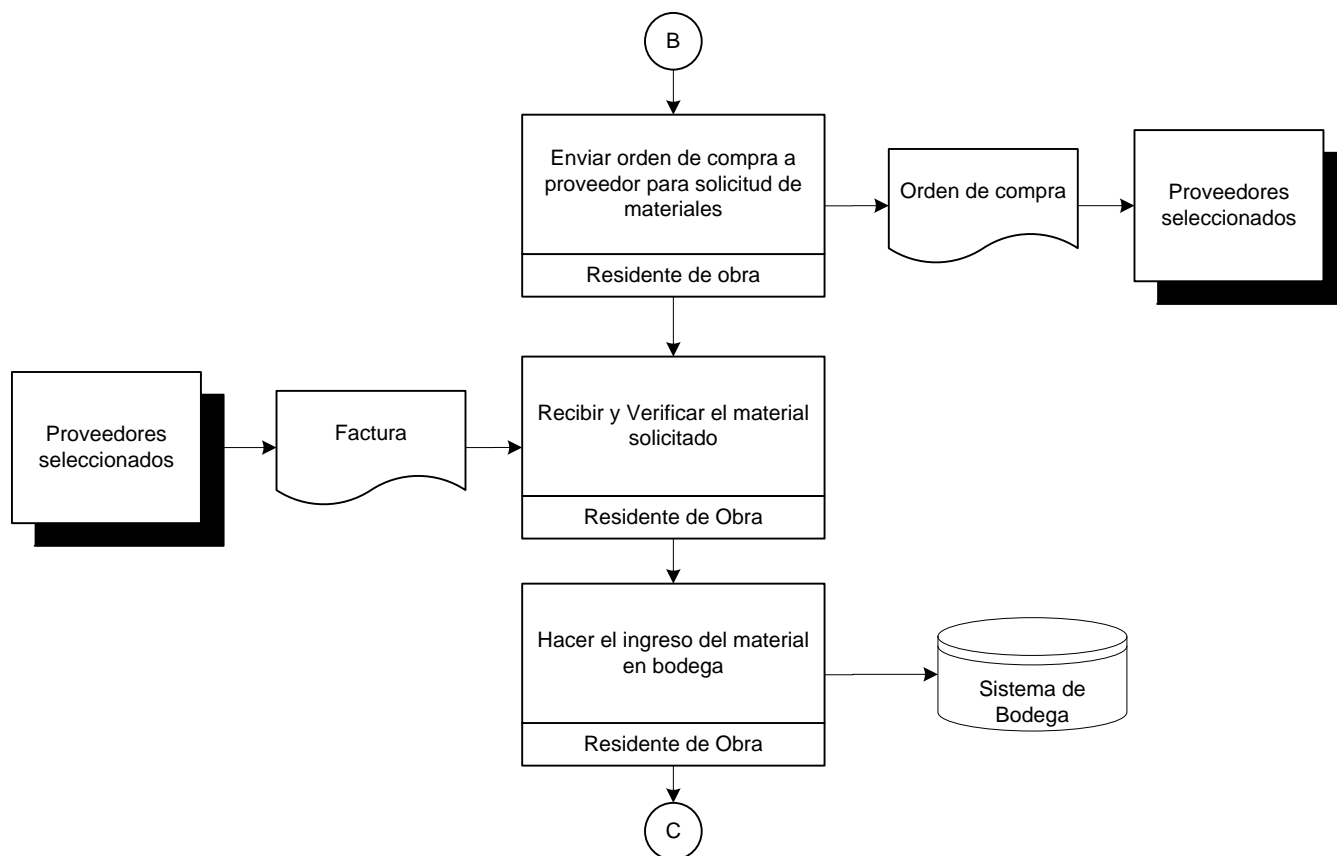 B
Enviar orden de compra a
proveedor para solicitud de
materiales
Residente de obra
Orden de compra
Proveedores
seleccionados
Proveedores
seleccionados
Factura
Recibir y Verificar el material
solicitado
Residente de Obra
Hacer el ingreso del material
en bodega
Residente de Obra
Sistema de
Bodega
C